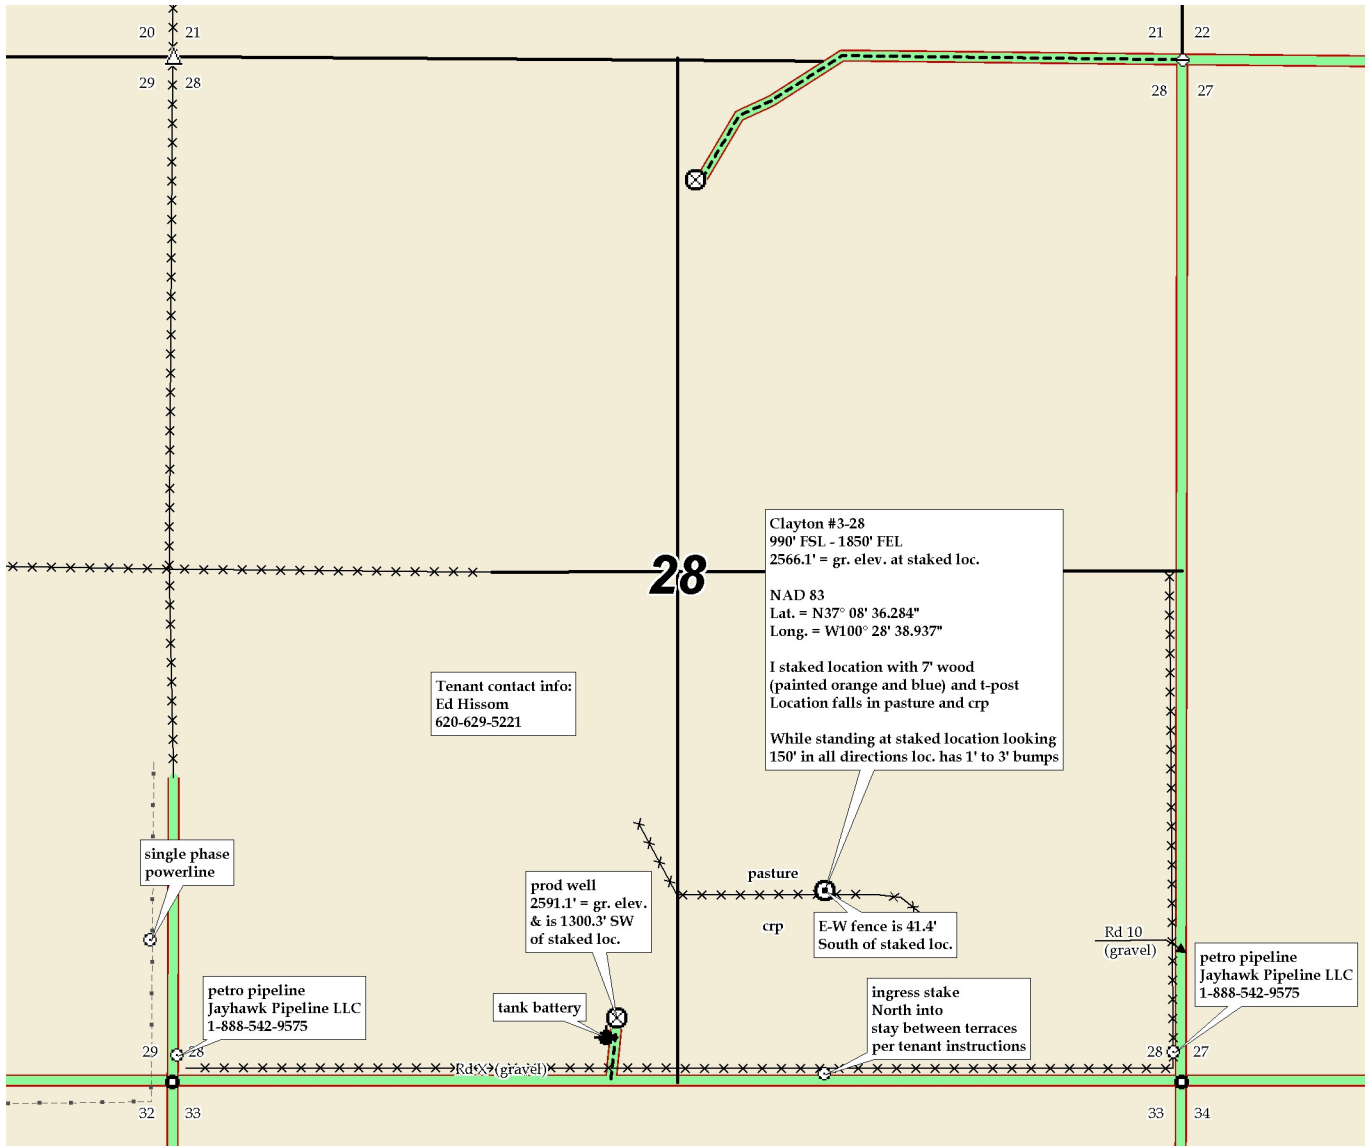 20 21
21 22
29 28
28 27
Clayton #3-28
990' FSL - 1850' FEL
2566.1' = gr. elev. at staked loc.
NAD 83
Lat. = N37° 08' 36.284"
Long. = W100° 28' 38.937"
I staked location with 7' wood
(painted orange and blue) and t-post
Location falls in pasture and crp
While standing at staked location looking
150' in all directions loc. has 1' to 3' bumps
28
Tenant contact info:
Ed Hissom
620-629-5221
single phase
powerline
prod well
2591.1' = gr. elev.
& is 1300.3' SW
of staked loc.
pasture
crp
E-W fence is 41.4'
South of staked loc.
Rd 10
(gravel)
petro pipeline
Jayhawk Pipeline LLC
1-888-542-9575
petro pipeline
Jayhawk Pipeline LLC
1-888-542-9575
tank battery
ingress stake
North into
stay between terraces
per tenant instructions
29 28
28 27
Rd X (gravel)
32 33
33 34